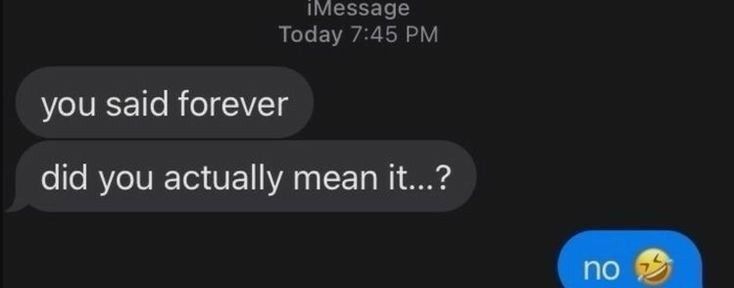 iMessage
Today 7:45 PM
you said forever
did you actually mean it...?
no 🤣